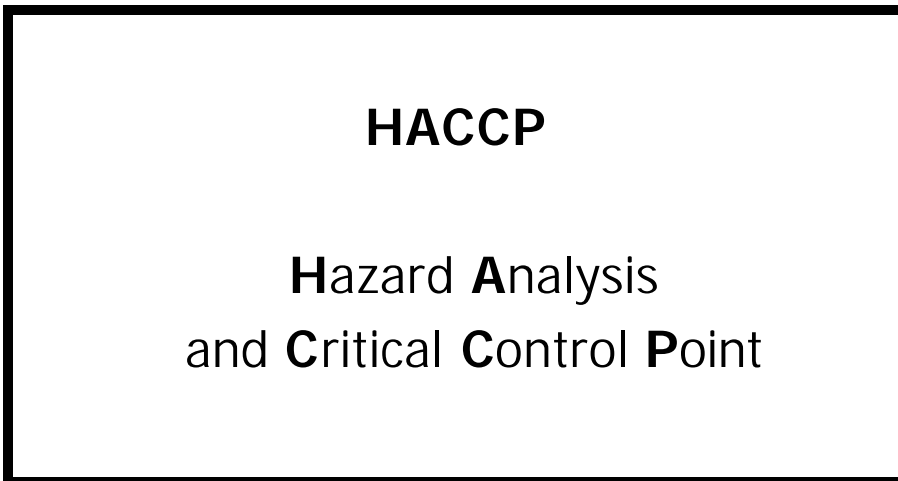 HACCP
Hazard Analysis
and Critical Control Point